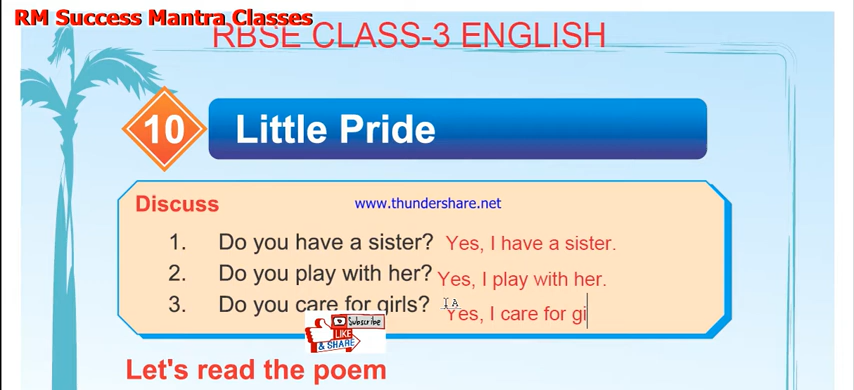 RM Success Mantra Classes
RBSE CLASS-3 ENGLISH
10 Little Pride
Discuss
www.thundershare.net
1. Do you have a sister? Yes, I have a sister.
2. Do you play with her? Yes, I play with her.
3. Do you care for girls? Yes, I care for gi
Subscribe
LIKE
& SHARE
Let's read the poem